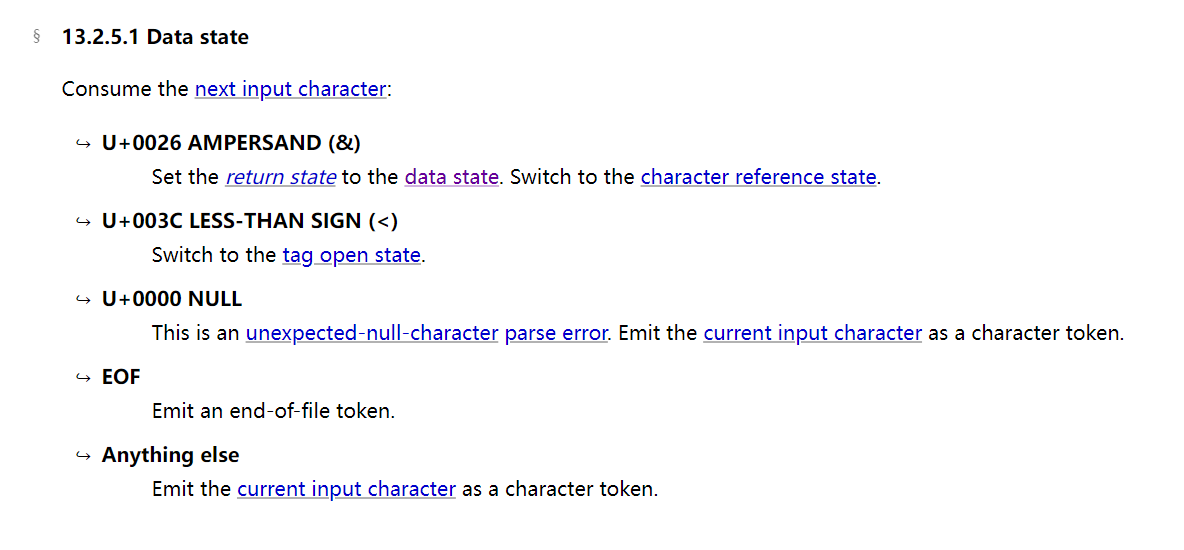 § 13.2.5.1 Data state
Consume the next input character:
↪ U+0026 AMPERSAND (&)
Set the return state to the data state. Switch to the character reference state.
↪ U+003C LESS-THAN SIGN (<)
Switch to the tag open state.
↪ U+0000 NULL
This is an unexpected-null-character parse error. Emit the current input character as a character token.
↪ EOF
Emit an end-of-file token.
↪ Anything else
Emit the current input character as a character token.